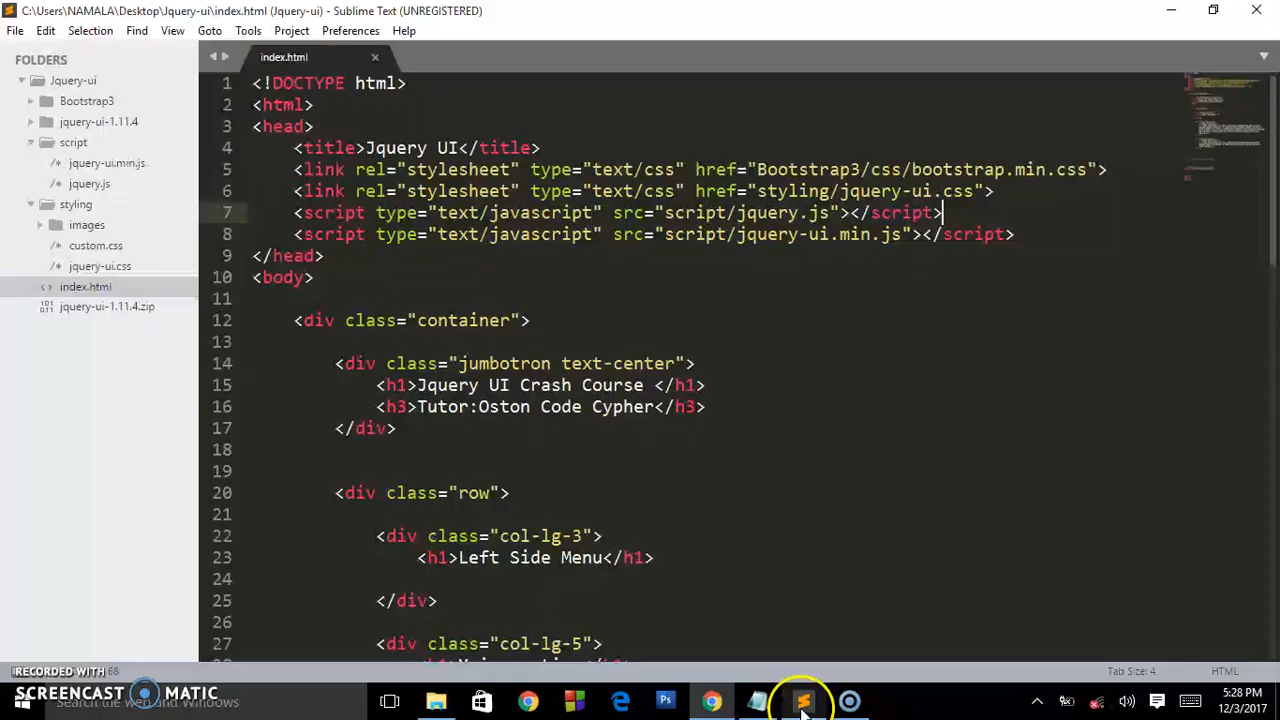 C:\Users\NAMALA\Desktop\Jquery-ui\index.html (Jquery-ui) - Sublime Text (UNREGISTERED)
File Edit Selection Find View Goto Tools Project Preferences Help
FOLDERS
Jquery-ui
Bootstrap3
jquery-ui-1.11.4
script
/* jquery-ui.min.js
/* jquery.js
styling
images
/* custom.css
/* jquery-ui.css
<> index.html
jquery-ui-1.11.4.zip
index.html
1 <!DOCTYPE html>
2 <html>
3 <head>
4 <title>Jquery UI</title>
5 <link rel="stylesheet" type="text/css" href="Bootstrap3/css/bootstrap.min.css">
6 <link rel="stylesheet" type="text/css" href="styling/jquery-ui.css">
7 <script type="text/javascript" src="script/jquery.js"></script>
8 <script type="text/javascript" src="script/jquery-ui.min.js"></script>
9 </head>
10 <body>
11
12 <div class="container">
13
14 <div class="jumbotron text-center">
15 <h1>Jquery UI Crash Course </h1>
16 <h3>Tutor:Oston Code Cypher</h3>
17 </div>
18
19
20 <div class="row">
21
22 <div class="col-lg-3">
23 <h1>Left Side Menu</h1>
24
25 </div>
26
27 <div class="col-lg-5">
68
Tab Size: 4 HTML
RECORDED WITH
SCREENCAST MATIC
Search the web and Windows
Ps
5:28 PM
12/3/2017